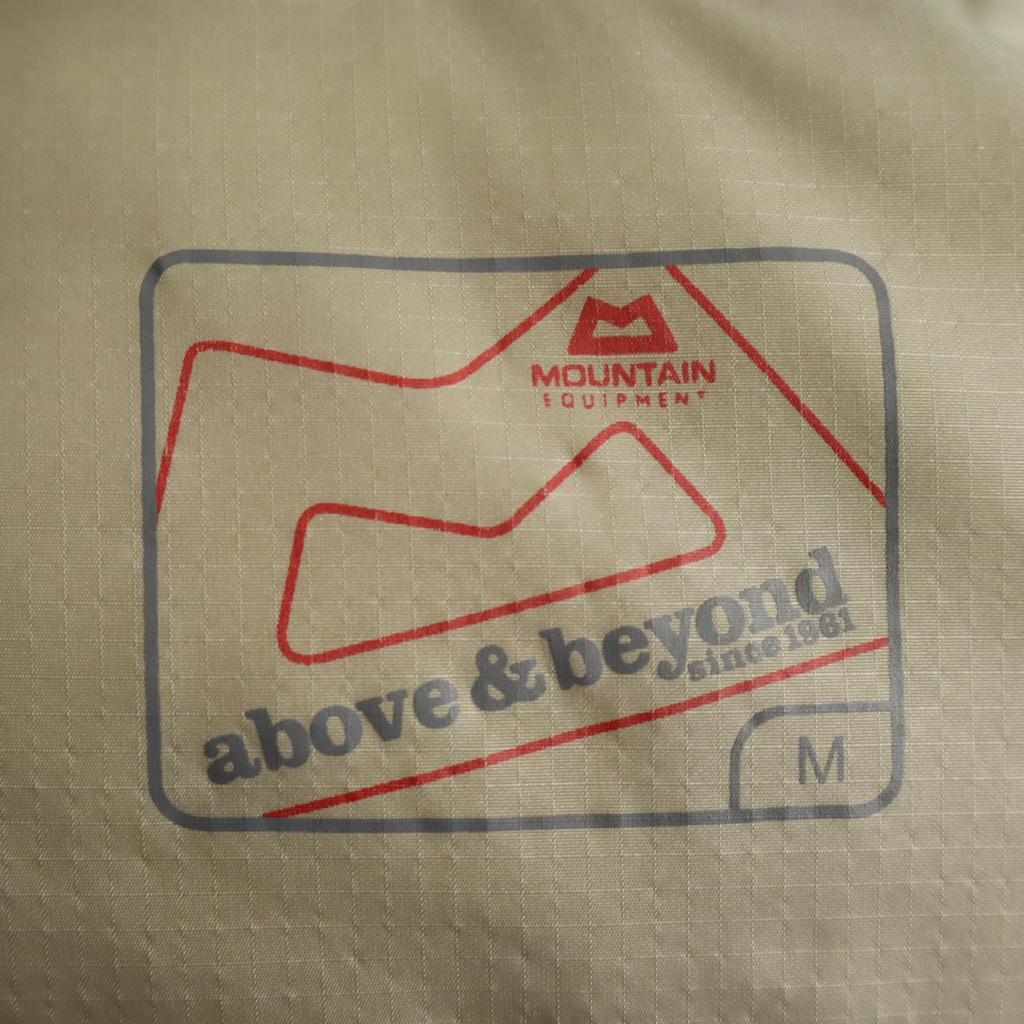 MOUNTAIN
EQUIPMENT
above & beyond
since 1961
M